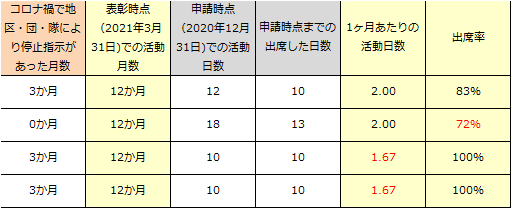 コロナ禍で地
区・団・隊によ
り停止指示が
あった月数
表彰時点
(2021年3月
31日)での活動
月数
申請時点
(2020年12月
31日)での活動
日数
申請時点までの
出席した日数
1ヶ月あたりの
活動日数
出席率
3か月 12か月 12 10 2.00 83%
0か月 12か月 18 13 2.00 72%
3か月 12か月 10 10 1.67 100%
3か月 12か月 10 10 1.67 100%